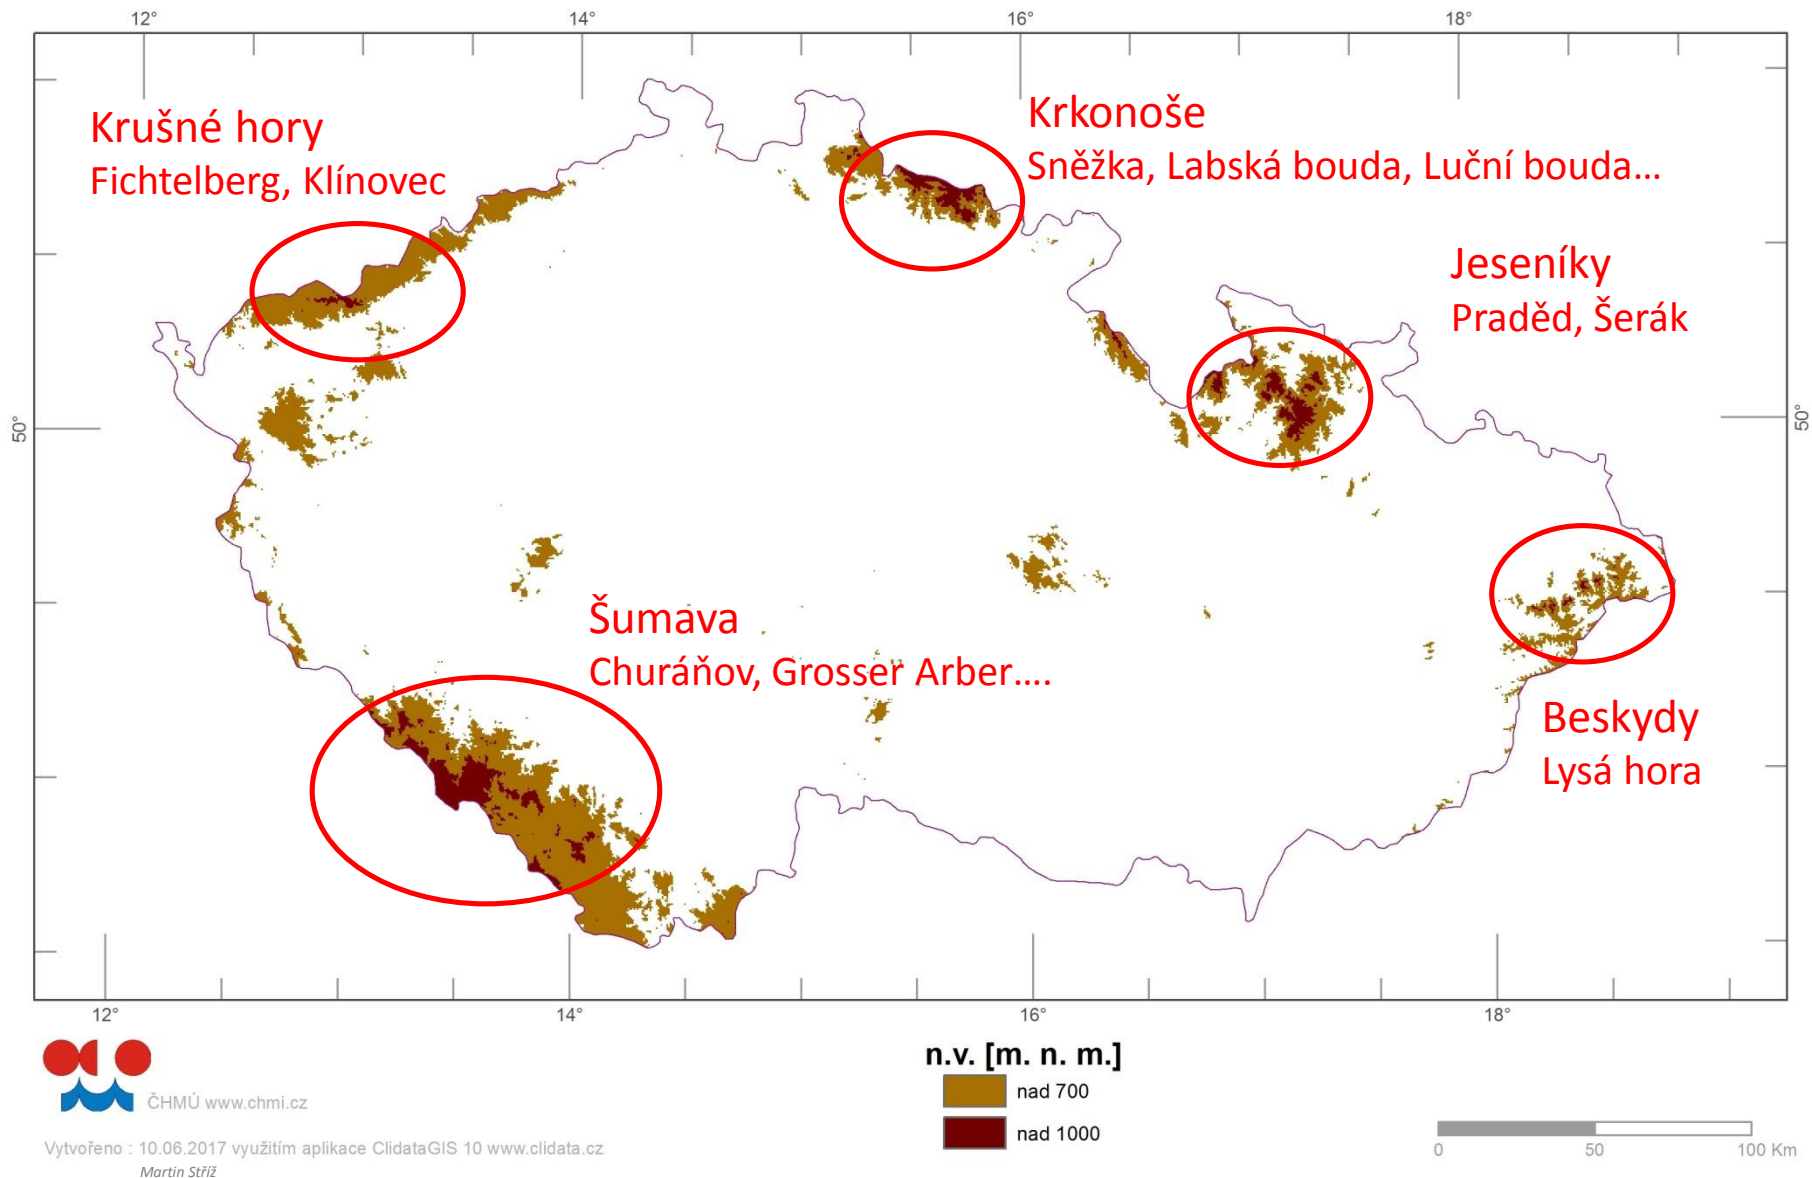 12° 14° 16° 18°
Krušné hory
Fichtelberg, Klínovec
Krkonoše
Sněžka, Labská bouda, Luční bouda...
Jeseníky
Praděd, Šerák
50° 50°
Šumava
Churáňov, Grosser Arber....
Beskydy
Lysá hora
12° 14° 16° 18°
n.v. [m. n. m.]
nad 700
nad 1000
ČHMÚ www.chmi.cz
Vytvořeno : 10.06.2017 využitím aplikace ClidataGIS 10 www.clidata.cz
Martin Stříž
0 50 100 Km